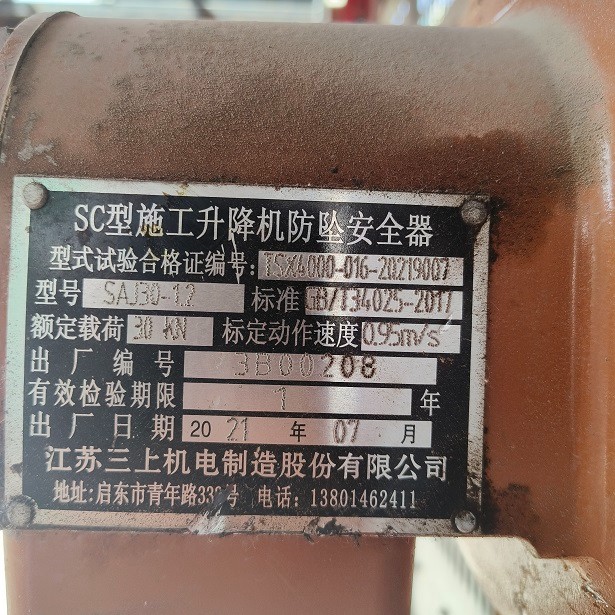 SC型施工升降机防坠安全器
型式试验合格证编号: TSX6000-016-20219007
型号 SAJ30-1.2 标准 GB/T34025-2017
额定载荷 30 KN 标定动作速度 0.95m/s
出厂编号 3B00208
有效检验期限 1 年
出厂日期 2021 年 07 月
江苏三上机电制造股份有限公司
地址:启东市青年路 号 电话: 13801462411